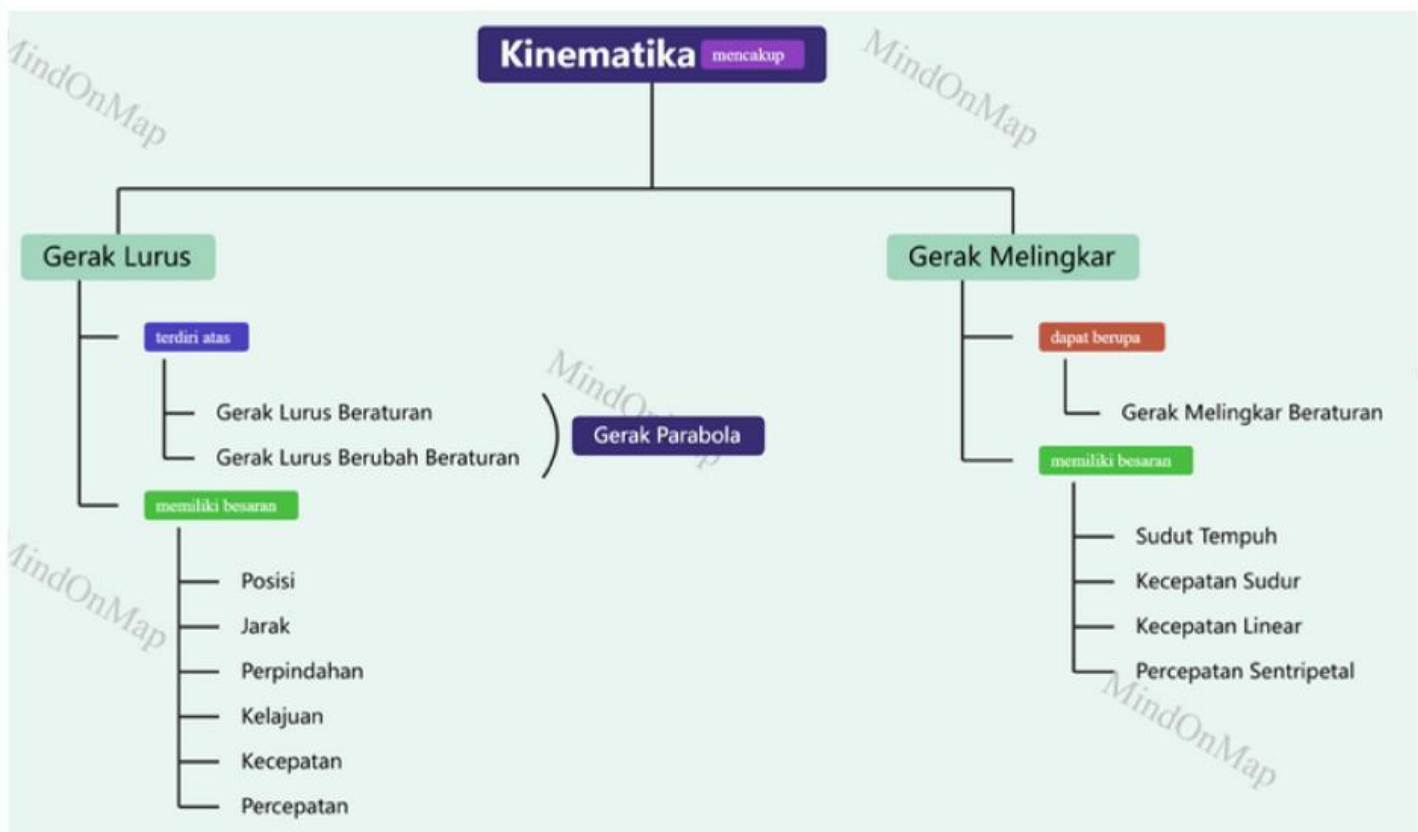 Kinematika mencakup
MindOnMap
MindOnMap
Gerak Lurus
terdiri atas
Gerak Lurus Beraturan
Gerak Lurus Berubah Beraturan
Gerak Parabola
MindOnMap
memiliki besaran
Posisi
Jarak
Perpindahan
Kelajuan
Kecepatan
Percepatan
MindOnMap
Gerak Melingkar
dapat berupa
Gerak Melingkar Beraturan
memiliki besaran
Sudut Tempuh
Kecepatan Sudur
Kecepatan Linear
Percepatan Sentripetal
MindOnMap